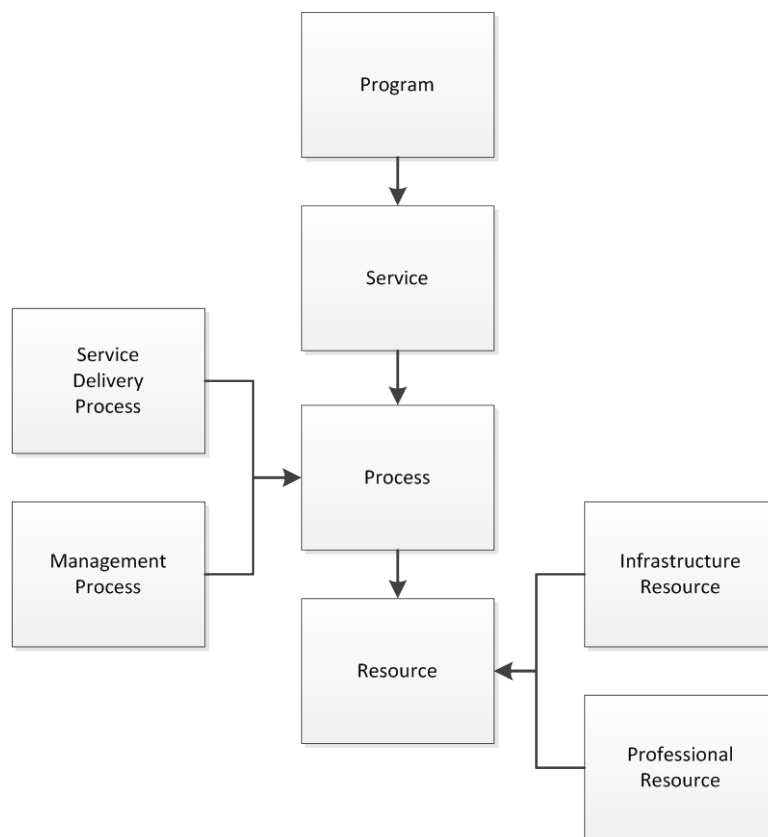 Program
Service
Service
Delivery
Process
Process
Management
Process
Infrastructure
Resource
Resource
Professional
Resource